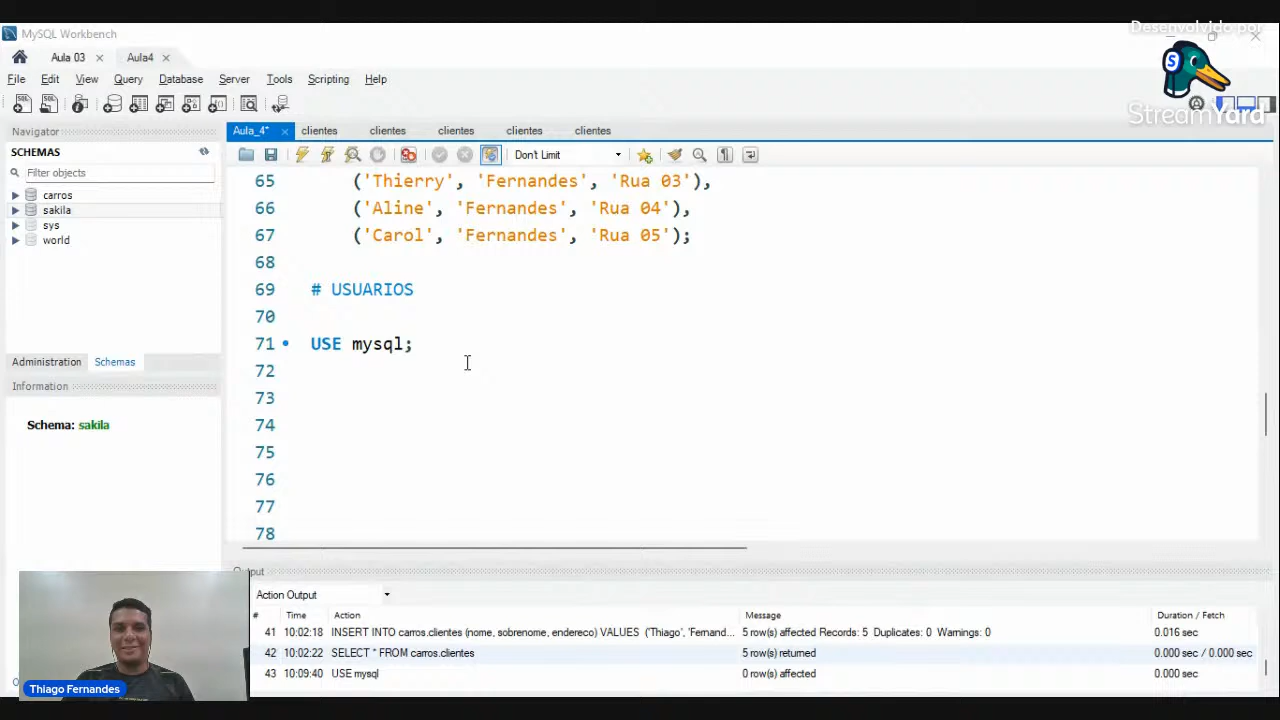 Desenvolvido por
MySQL Workbench
Aula 03 Aula4
S
File Edit View Query Database Server Tools Scripting Help
StreamYard
Navigator
Aula_4* clientes clientes clientes clientes clientes
SCHEMAS
Don't Limit
Filter objects
carros
sakila
sys
world
65 ('Thierry', 'Fernandes', 'Rua 03'),
66 ('Aline', 'Fernandes', 'Rua 04'),
67 ('Carol', 'Fernandes', 'Rua 05');
68
69 # USUARIOS
70
71 USE mysql;
72
73
74
75
76
77
78
Administration Schemas
Information
Schema: sakila
Action Output
# Time Action Message Duration / Fetch
41 10:02:18 INSERT INTO carros.clientes (nome, sobrenome, endereco) VALUES ('Thiago', 'Fernand... 5 row(s) affected Records: 5 Duplicates: 0 Warnings: 0 0.016 sec
42 10:02:22 SELECT * FROM carros.clientes 5 row(s) returned 0.000 sec / 0.000 sec
43 10:09:40 USE mysql 0 row(s) affected 0.000 sec
Thiago Fernandes